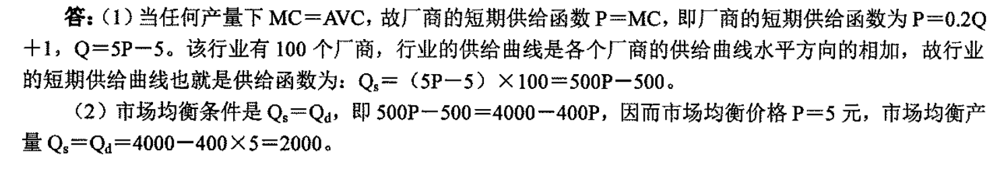 答：（1）当任何产量下 MC＝AVC，故厂商的短期供给函数 P＝MC，即厂商的短期供给函数为 P＝0.2Q
＋1，Q＝5P－5。该行业有 100 个厂商，行业的供给曲线是各个厂商的供给曲线水平方向的相加，故行业
的短期供给曲线也就是供给函数为：Qs＝（5P－5）×100＝500P－500。
（2）市场均衡条件是 Qs＝Qd，即 500P－500＝4000－400P，因而市场均衡价格 P＝5 元，市场均衡产
量 Qs＝Qd＝4000－400×5＝2000。